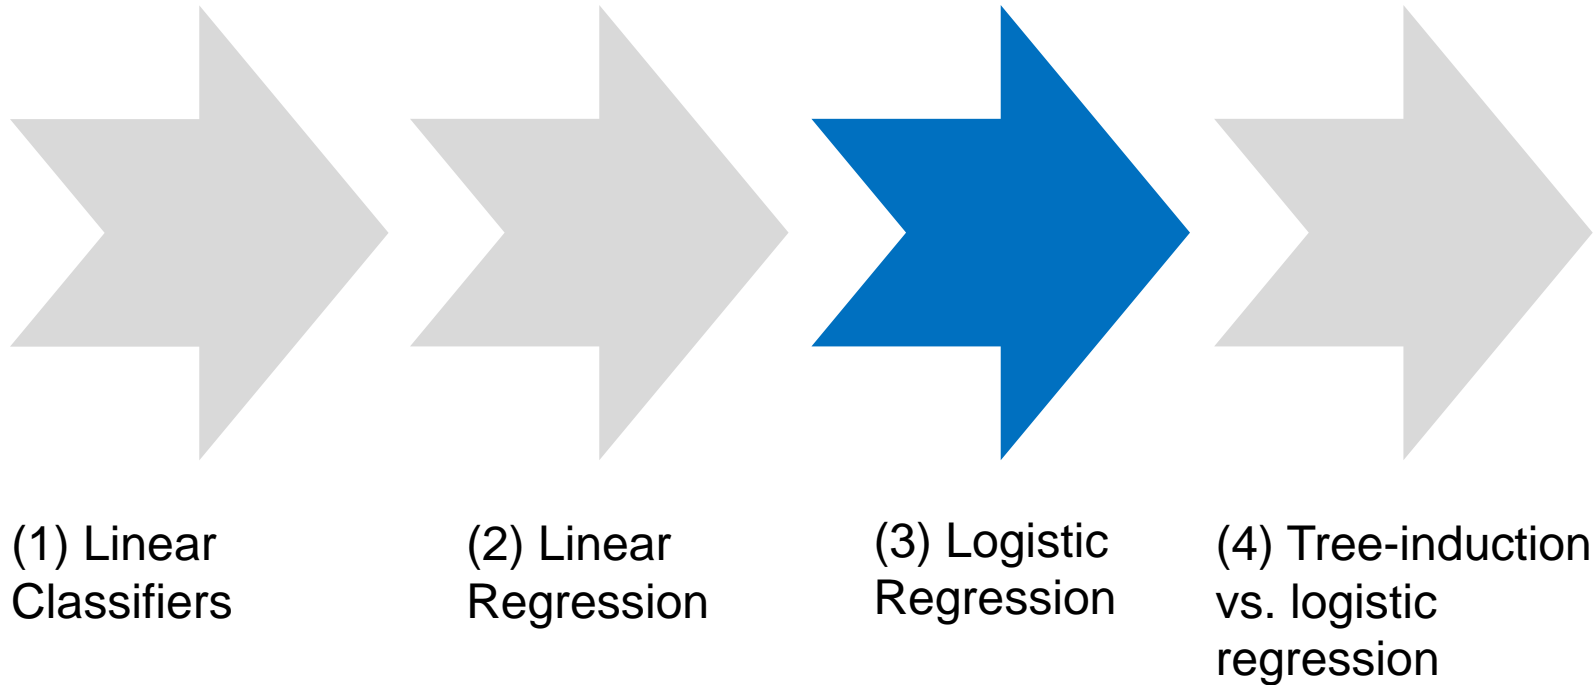 (1) Linear
Classifiers
(2) Linear
Regression
(3) Logistic
Regression
(4) Tree-induction
vs. logistic
regression